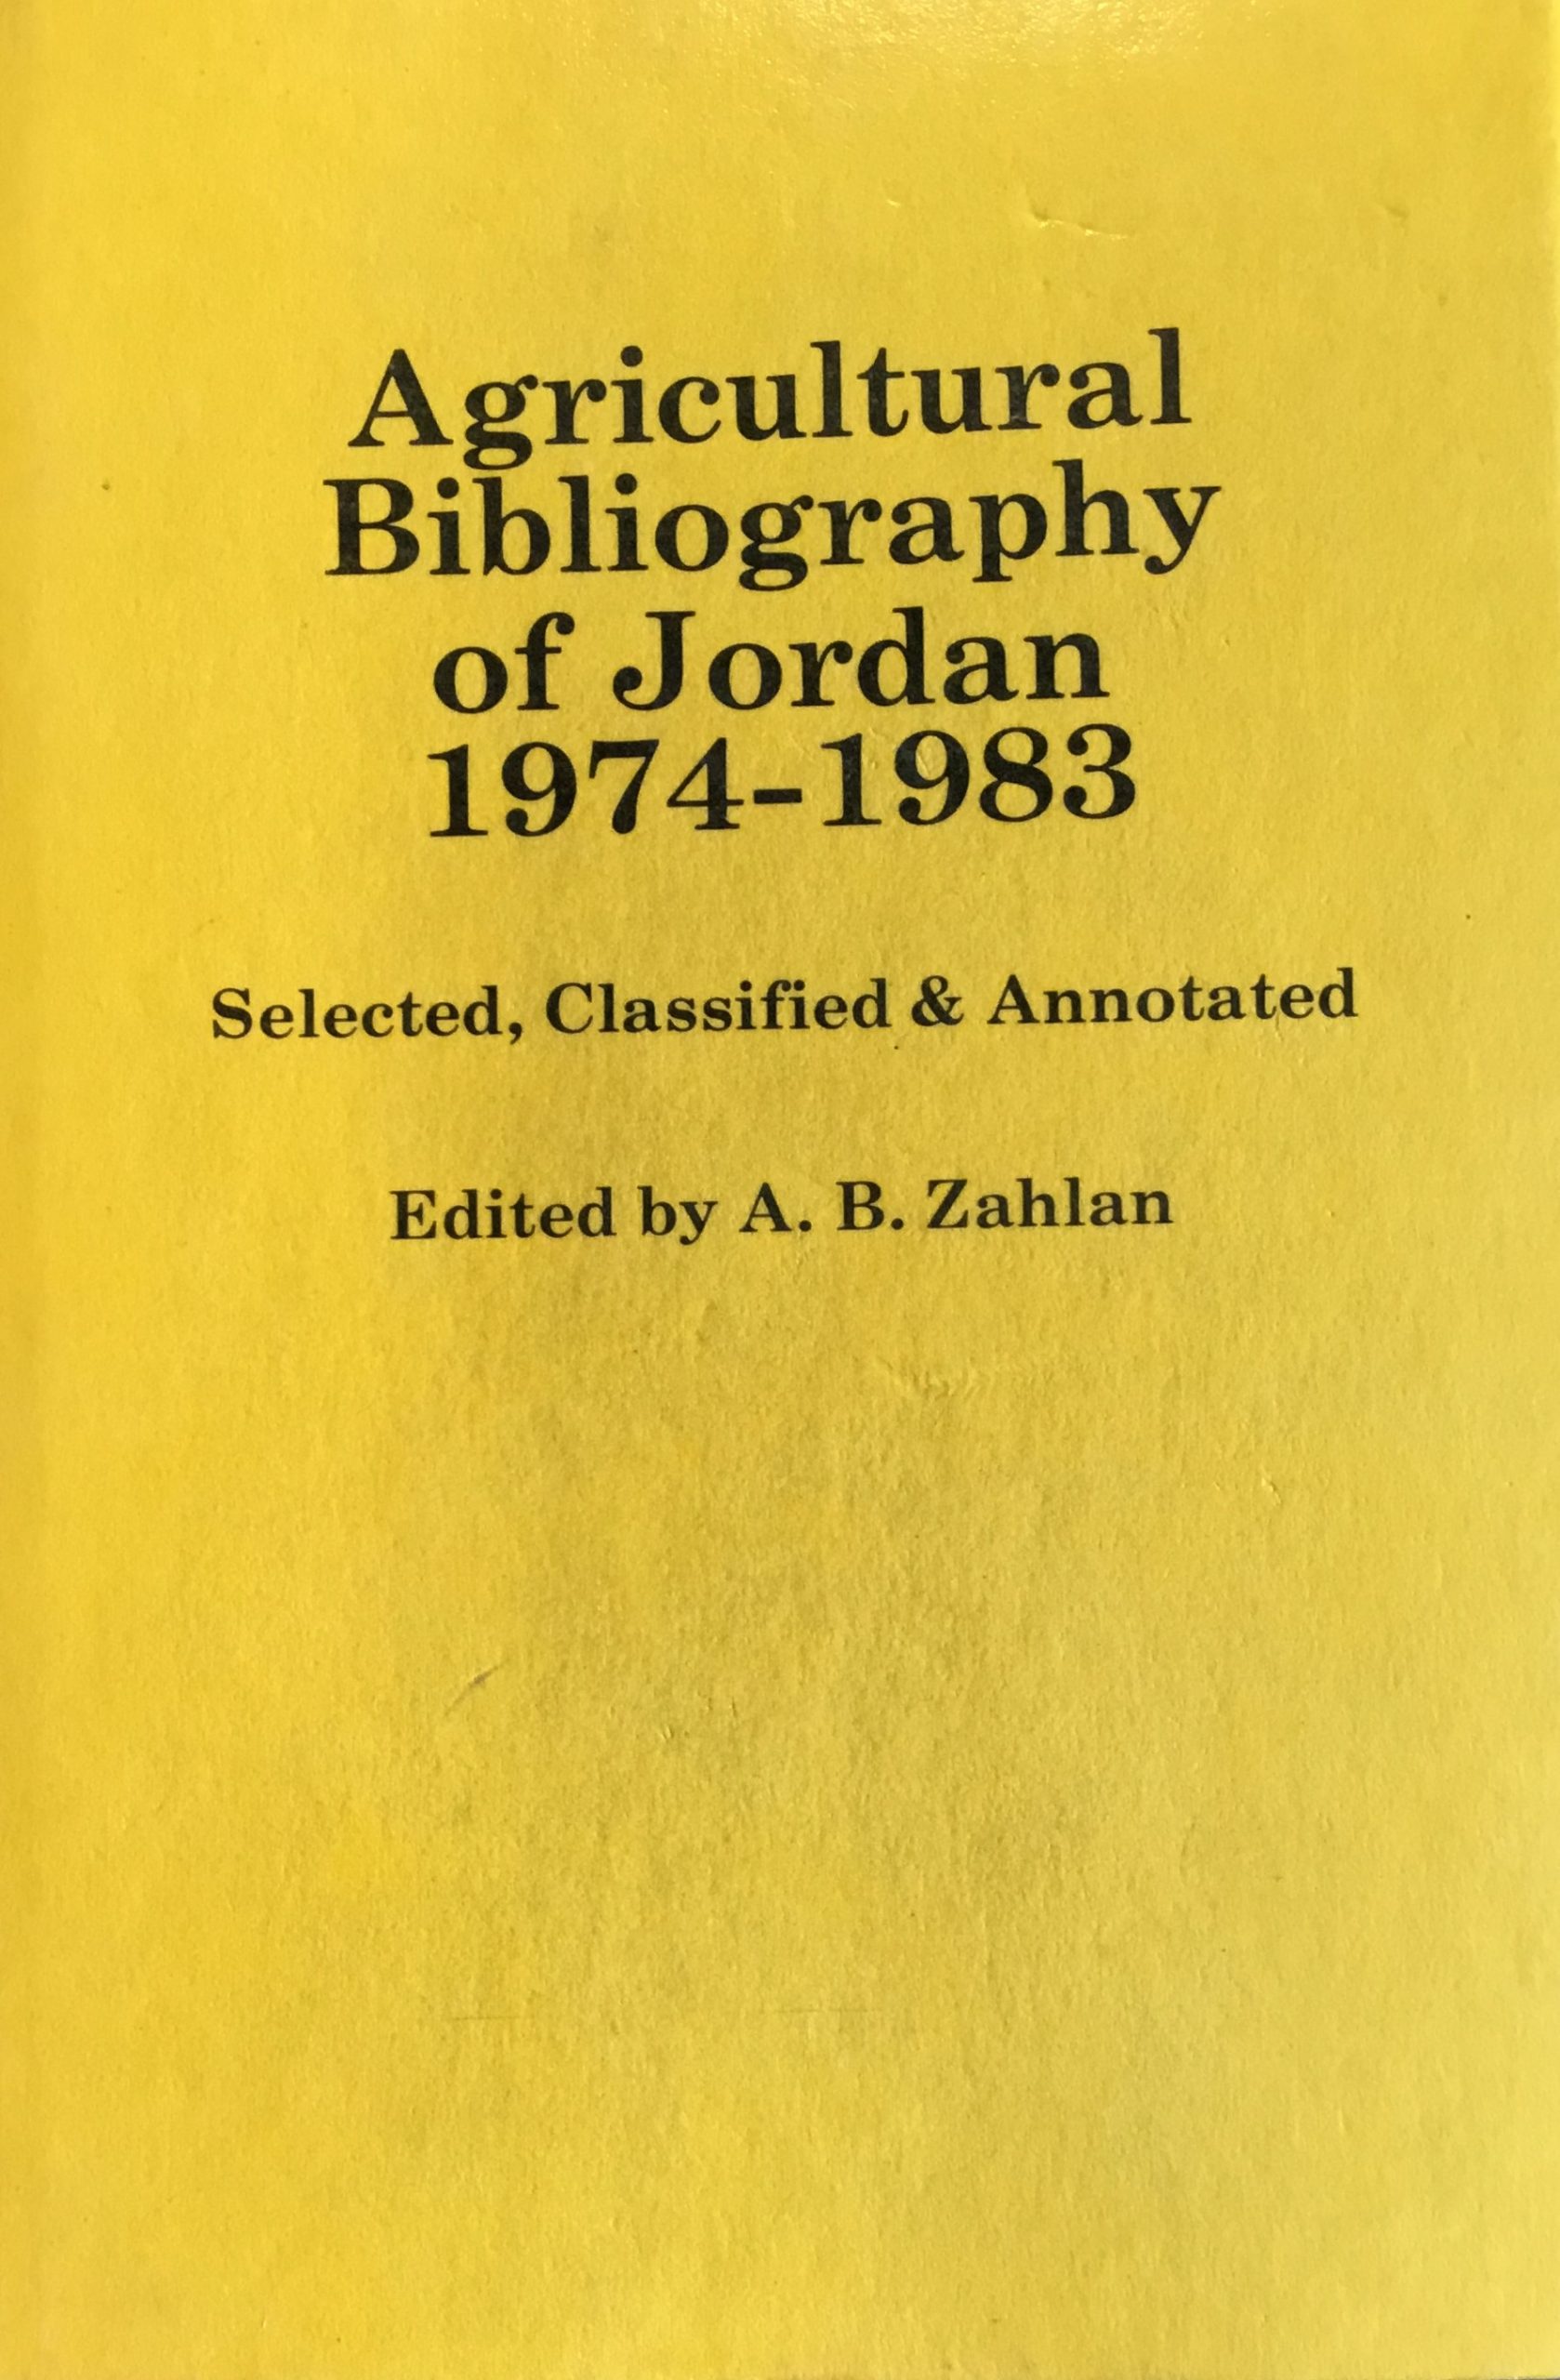 Agricultural
Bibliography
of Jordan
1974-1983
Selected, Classified & Annotated
Edited by A. B. Zahlan